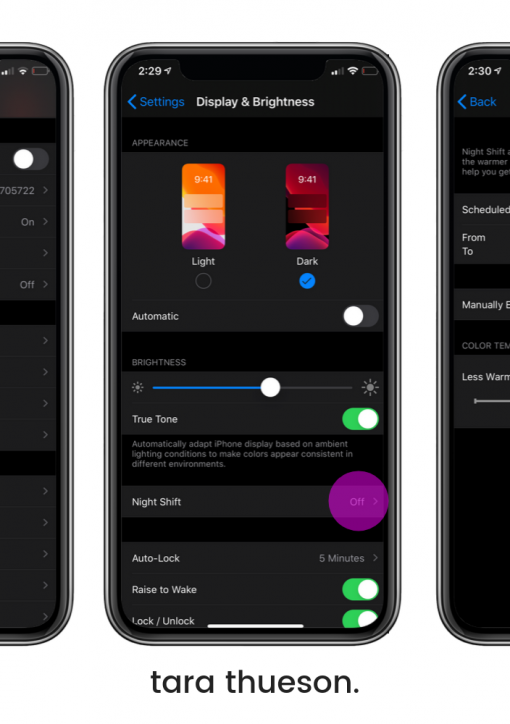 705722
On
Off
2:29
Settings
Display & Brightness
APPEARANCE
9:41
9:41
Light
Dark
Automatic
BRIGHTNESS
True Tone
Automatically adapt iPhone display based on ambient
lighting conditions to make colors appear consistent in
different environments.
Night Shift
Off
Auto-Lock
5 Minutes
Raise to Wake
Lock / Unlock
2:30
Back
Night Shift
the warmer
help you
Scheduled
From
To
Manually
COLOR
Less
tara thueson.